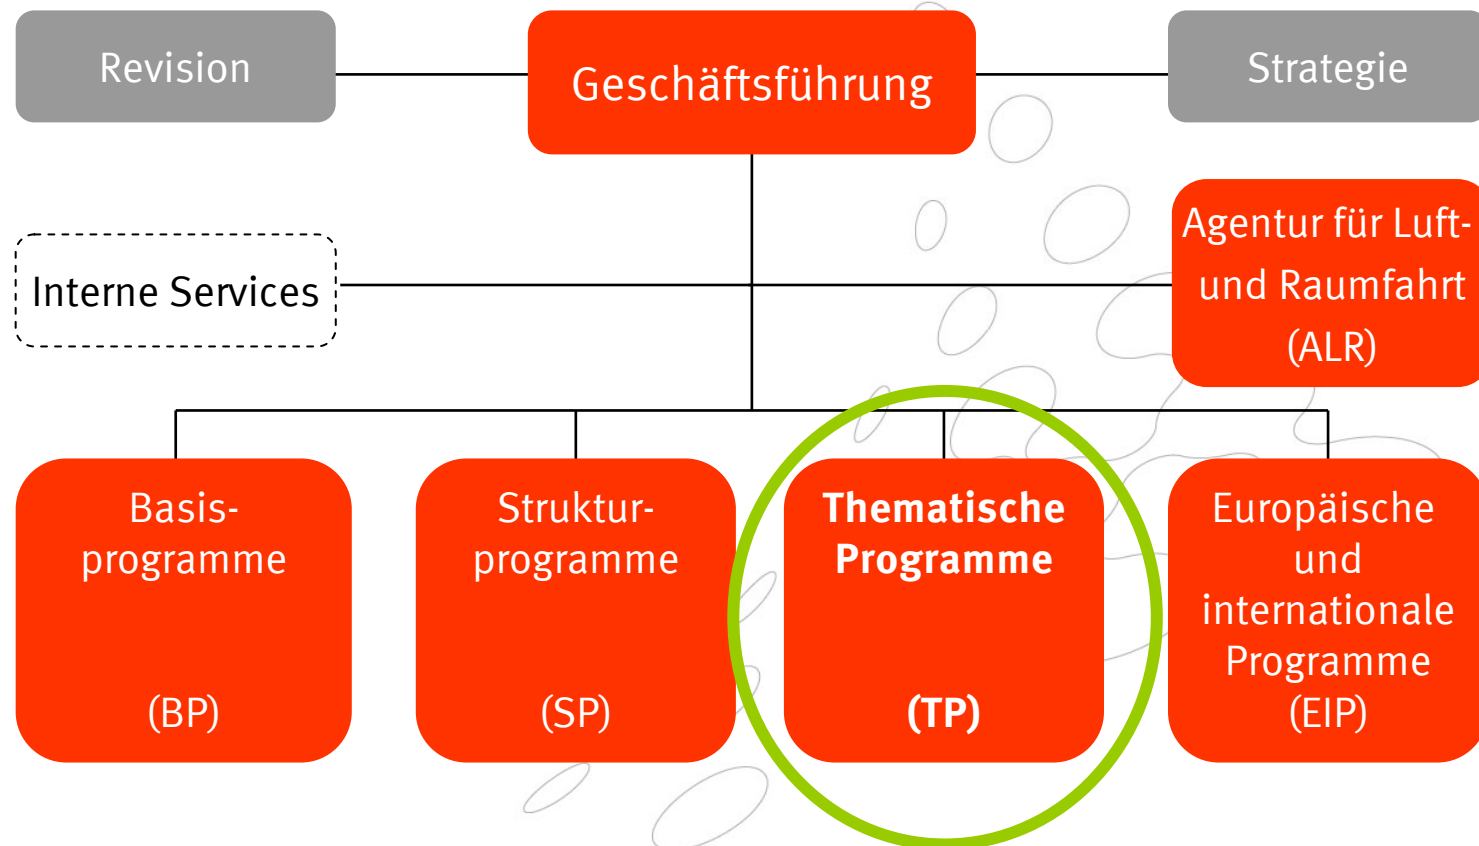 Revision
Geschäftsführung
Strategie
Interne Services
Agentur für Luft-
und Raumfahrt
(ALR)
Basis-
programme
(BP)
Struktur-
programme
(SP)
Thematische
Programme
(TP)
Europäische
und
internationale
Programme
(EIP)